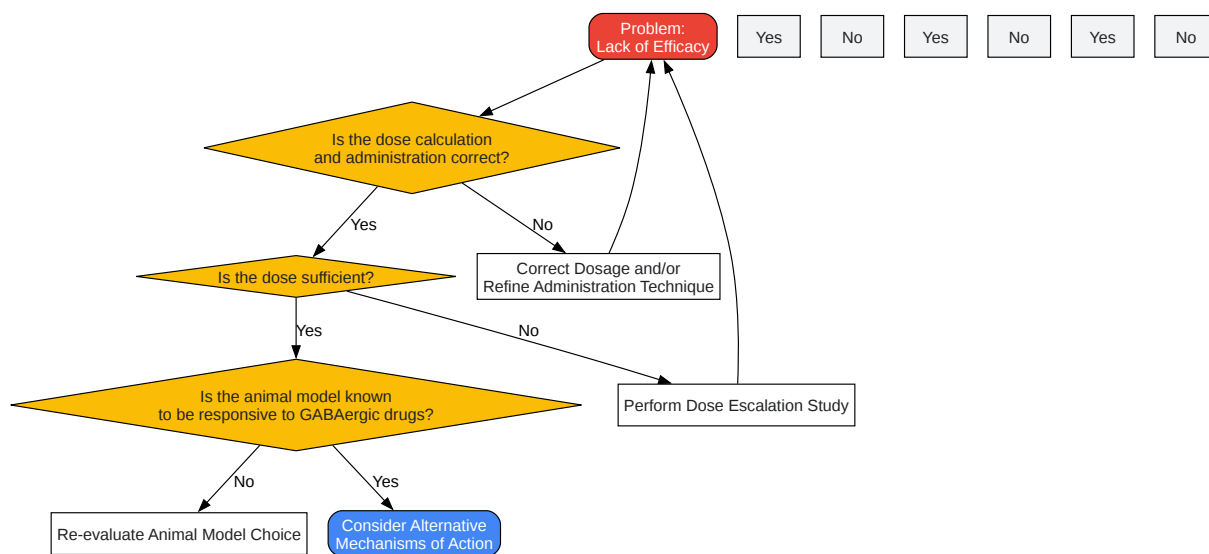 Problem:
Lack of Efficacy
Yes
No
Yes
No
Yes
No
Is the dose calculation
and administration correct?
Yes
No
Is the dose sufficient?
Correct Dosage and/or
Refine Administration Technique
Yes
No
Is the animal model known
to be responsive to GABAergic drugs?
Perform Dose Escalation Study
No
Yes
Re-evaluate Animal Model Choice
Consider Alternative
Mechanisms of Action